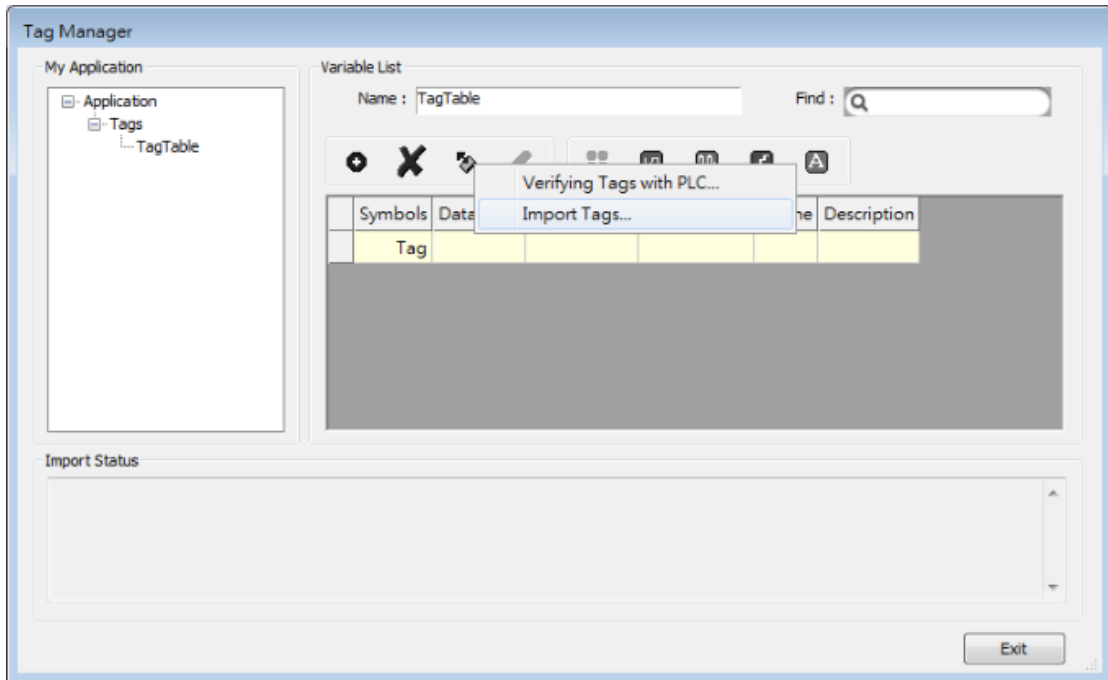 Tag Manager
My Application
Application
Tags
TagTable
Variable List
Name : TagTable
Find :
A
Verifying Tags with PLC...
Import Tags...
Symbols Data Description
Tag
Import Status
Exit